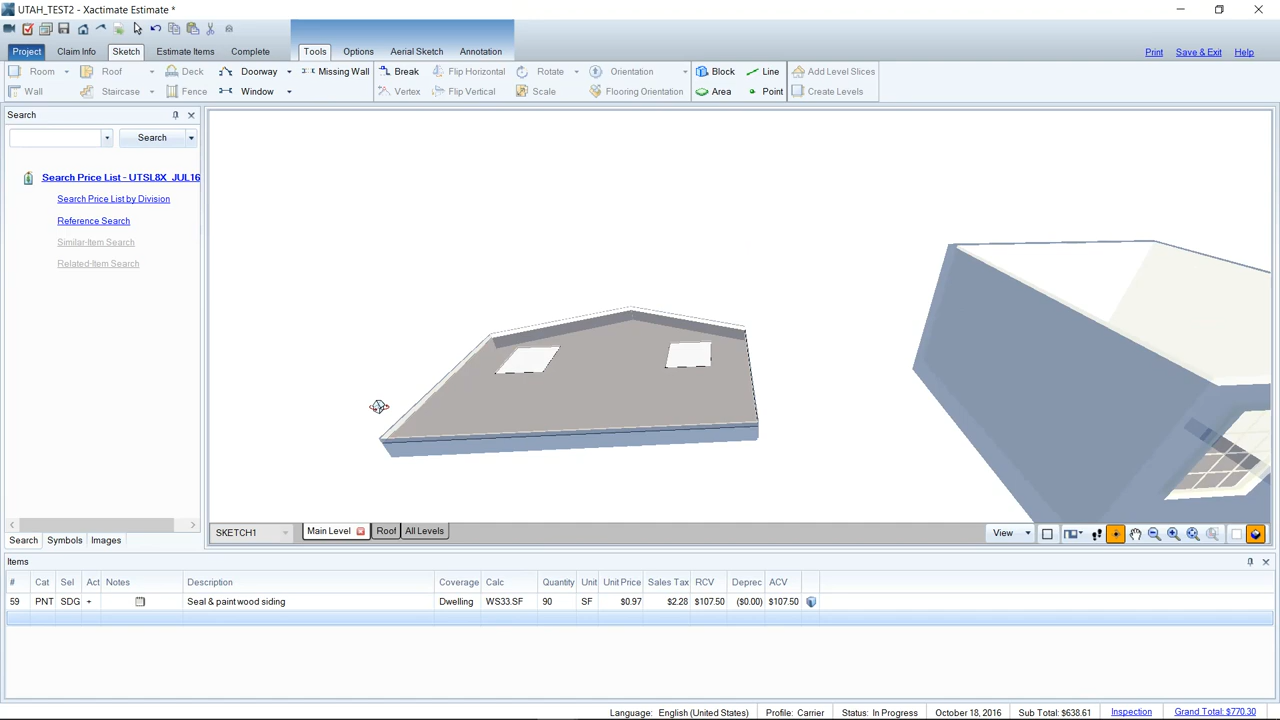 UTAH_TEST2 - Xactimate Estimate *
Project Claim Info Sketch Estimate Items Complete Tools Options Aerial Sketch Annotation Print Save & Exit Help
Room Roof Deck Doorway Missing Wall Break Flip Horizontal Rotate Orientation Block Line Add Level Slices
Wall Staircase Fence Window Vertex Flip Vertical Scale Flooring Orientation Area Point Create Levels
Search
Search
Search Price List - UTSL8X_JUL16
Search Price List by Division
Reference Search
Similar-Item Search
Related-Item Search
SKETCH1 Main Level Roof All Levels View
Search Symbols Images
Items
# Cat Sel Act Notes Description Coverage Calc Quantity Unit Unit Price Sales Tax RCV Deprec ACV
59 PNT SDG + Seal & paint wood siding Dwelling WS33.SF 90 SF $0.97 $2.28 $107.50 ($0.00) $107.50
Language: English (United States) Profile: Carrier Status: In Progress October 18, 2016 Sub Total: $638.61 Inspection Grand Total: $770.30